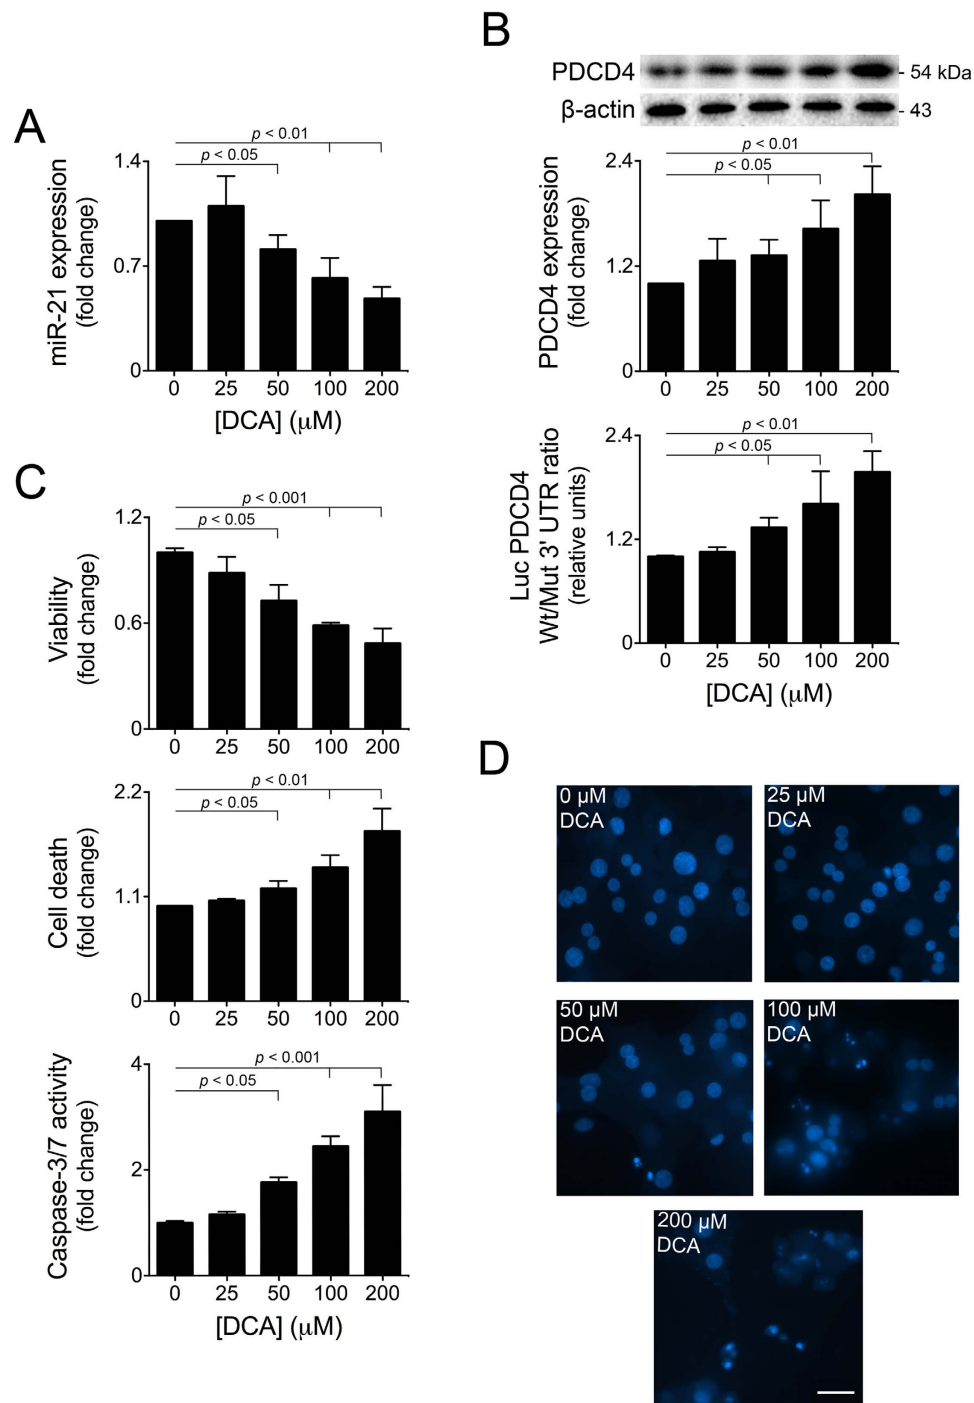 A
p < 0.01
p < 0.05
miR-21 expression
(fold change)
1.4
0.7
0
0
25
50
100
200
[DCA] (μM)
B
PDCD4
- 54 kDa
β-actin
- 43
p < 0.01
p < 0.05
PDCD4 expression
(fold change)
2.4
1.2
0
0
25
50
100
200
p < 0.01
p < 0.05
Luc PDCD4
Wt/Mut 3' UTR ratio
(relative units)
2.4
1.2
0
0
25
50
100
200
[DCA] (μM)
C
p < 0.001
p < 0.05
Viability
(fold change)
1.2
0.6
0
0
25
50
100
200
p < 0.01
p < 0.05
Cell death
(fold change)
2.2
1.1
0
0
25
50
100
200
p < 0.001
p < 0.05
Caspase-3/7 activity
(fold change)
4
2
0
0
25
50
100
200
[DCA] (μM)
D
0 μM
DCA
25 μM
DCA
50 μM
DCA
100 μM
DCA
200 μM
DCA